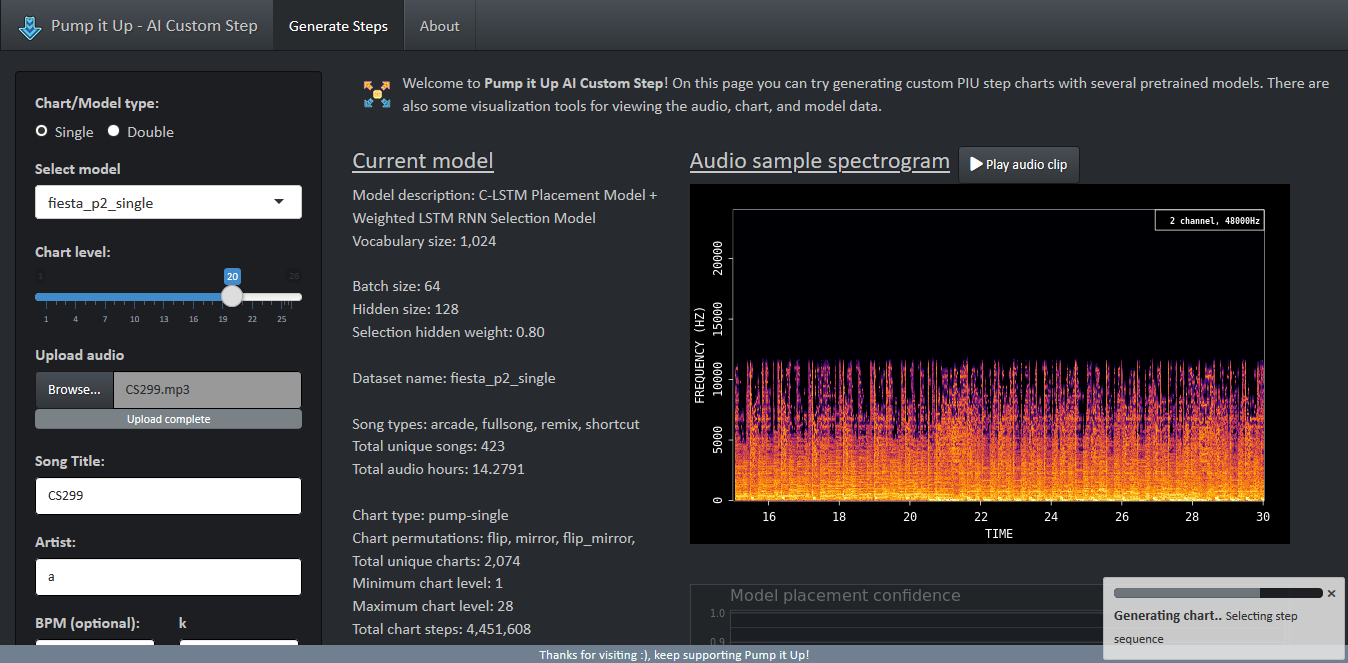 Pump it Up - AI Custom Step
Generate Steps
About
Chart/Model type:
Single Double
Select model
fiesta_p2_single
Chart level:
1 20 28
1 4 7 10 13 16 19 22 25
Upload audio
Browse... CS299.mp3
Upload complete
Song Title:
CS299
Artist:
a
BPM (optional): k
Welcome to Pump it Up AI Custom Step! On this page you can try generating custom PIU step charts with several pretrained models. There are
also some visualization tools for viewing the audio, chart, and model data.
Current model
Model description: C-LSTM Placement Model +
Weighted LSTM RNN Selection Model
Vocabulary size: 1,024
Batch size: 64
Hidden size: 128
Selection hidden weight: 0.80
Dataset name: fiesta_p2_single
Song types: arcade, fullsong, remix, shortcut
Total unique songs: 423
Total audio hours: 14.2791
Chart type: pump-single
Chart permutations: flip, mirror, flip_mirror,
Total unique charts: 2,074
Minimum chart level: 1
Maximum chart level: 28
Total chart steps: 4,451,608
Audio sample spectrogram
Play audio clip
2 channel, 48000Hz
FREQUENCY (HZ)
20000
15000
10000
5000
0
16 18 20 22 24 26 28 30
TIME
Model placement confidence
1.0
0.9
Generating chart.. Selecting step
sequence
×
Thanks for visiting :), keep supporting Pump it Up!